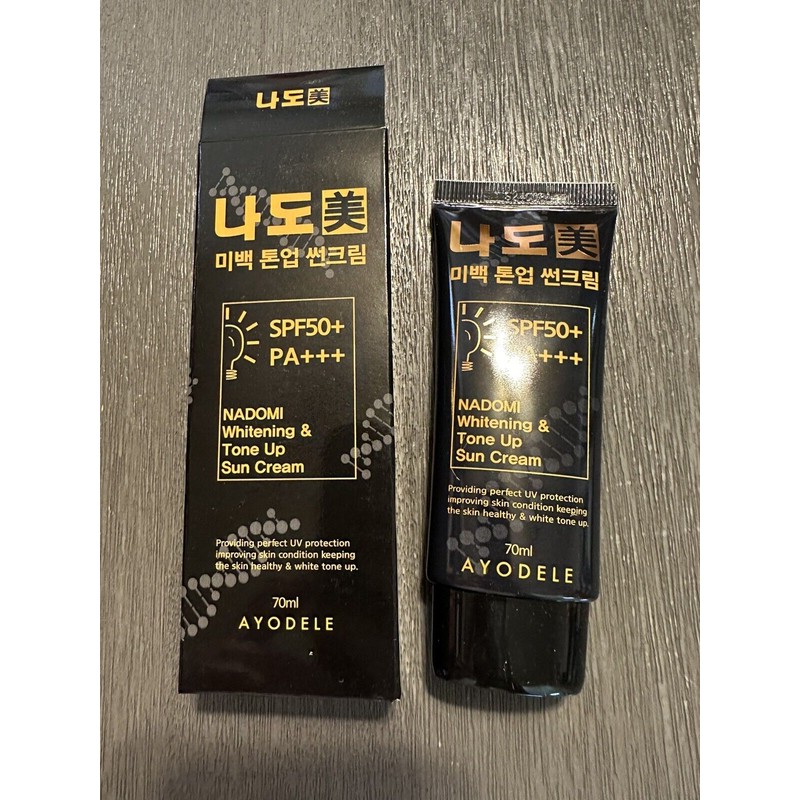 나도美
나도美
미백 톤업 썬크림
SPF50+
PA+++
NADOMI
Whitening &
Tone Up
Sun Cream
Providing perfect UV protection
improving skin condition keeping
the skin healthy & white tone up.
70ml
AYODELE
나도美
미백 톤업 썬크림
SPF50+
PA+++
NADOMI
Whitening &
Tone Up
Sun Cream
Providing perfect UV protection
improving skin condition keeping
the skin healthy & white tone up.
70ml
AYODELE